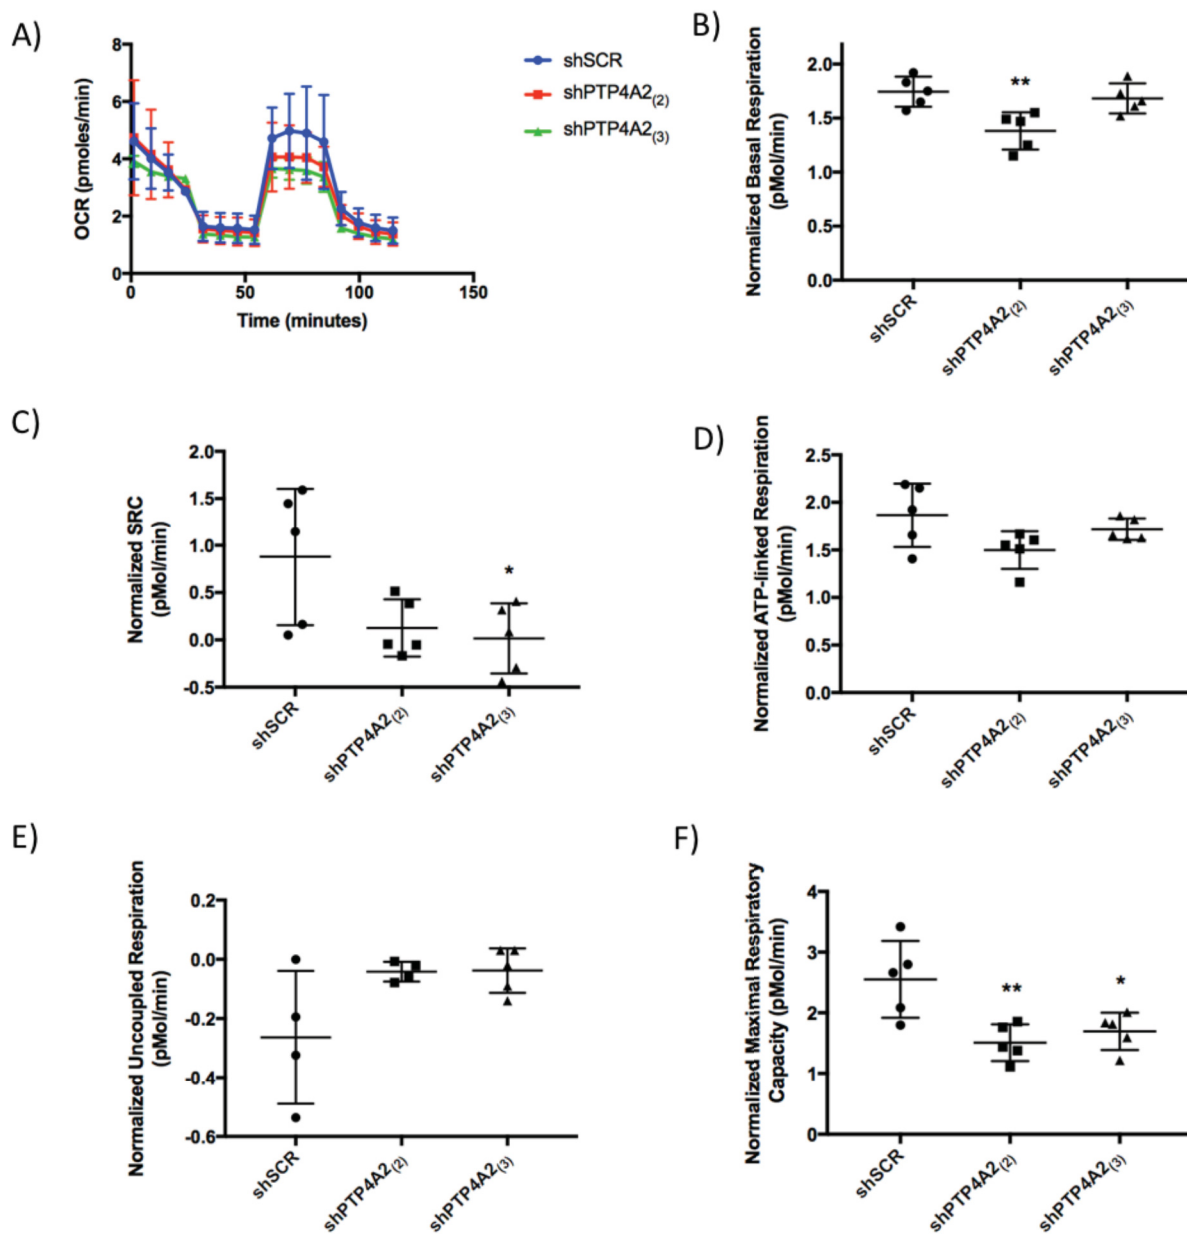 A)
OCR (pmoles/min)
8
6
4
2
0
0 50 100 150
Time (minutes)
shSCR
shPTP4A2(2)
shPTP4A2(3)
B)
Normalized Basal Respiration
(pMol/min)
2.0
1.5
1.0
0.5
0.0
**
shSCR
shPTP4A2(2)
shPTP4A2(3)
C)
Normalized SRC
(pMol/min)
2.0
1.5
1.0
0.5
0.0
-0.5
*
shSCR
shPTP4A2(2)
shPTP4A2(3)
D)
Normalized ATP-linked Respiration
(pMol/min)
2.5
2.0
1.5
1.0
0.5
0.0
shSCR
shPTP4A2(2)
shPTP4A2(3)
E)
Normalized Uncoupled Respiration
(pMol/min)
0.2
0.0
-0.2
-0.4
-0.6
shSCR
shPTP4A2(2)
shPTP4A2(3)
F)
Normalized Maximal Respiratory
Capacity (pMol/min)
4
3
2
1
0
**
*
shSCR
shPTP4A2(2)
shPTP4A2(3)